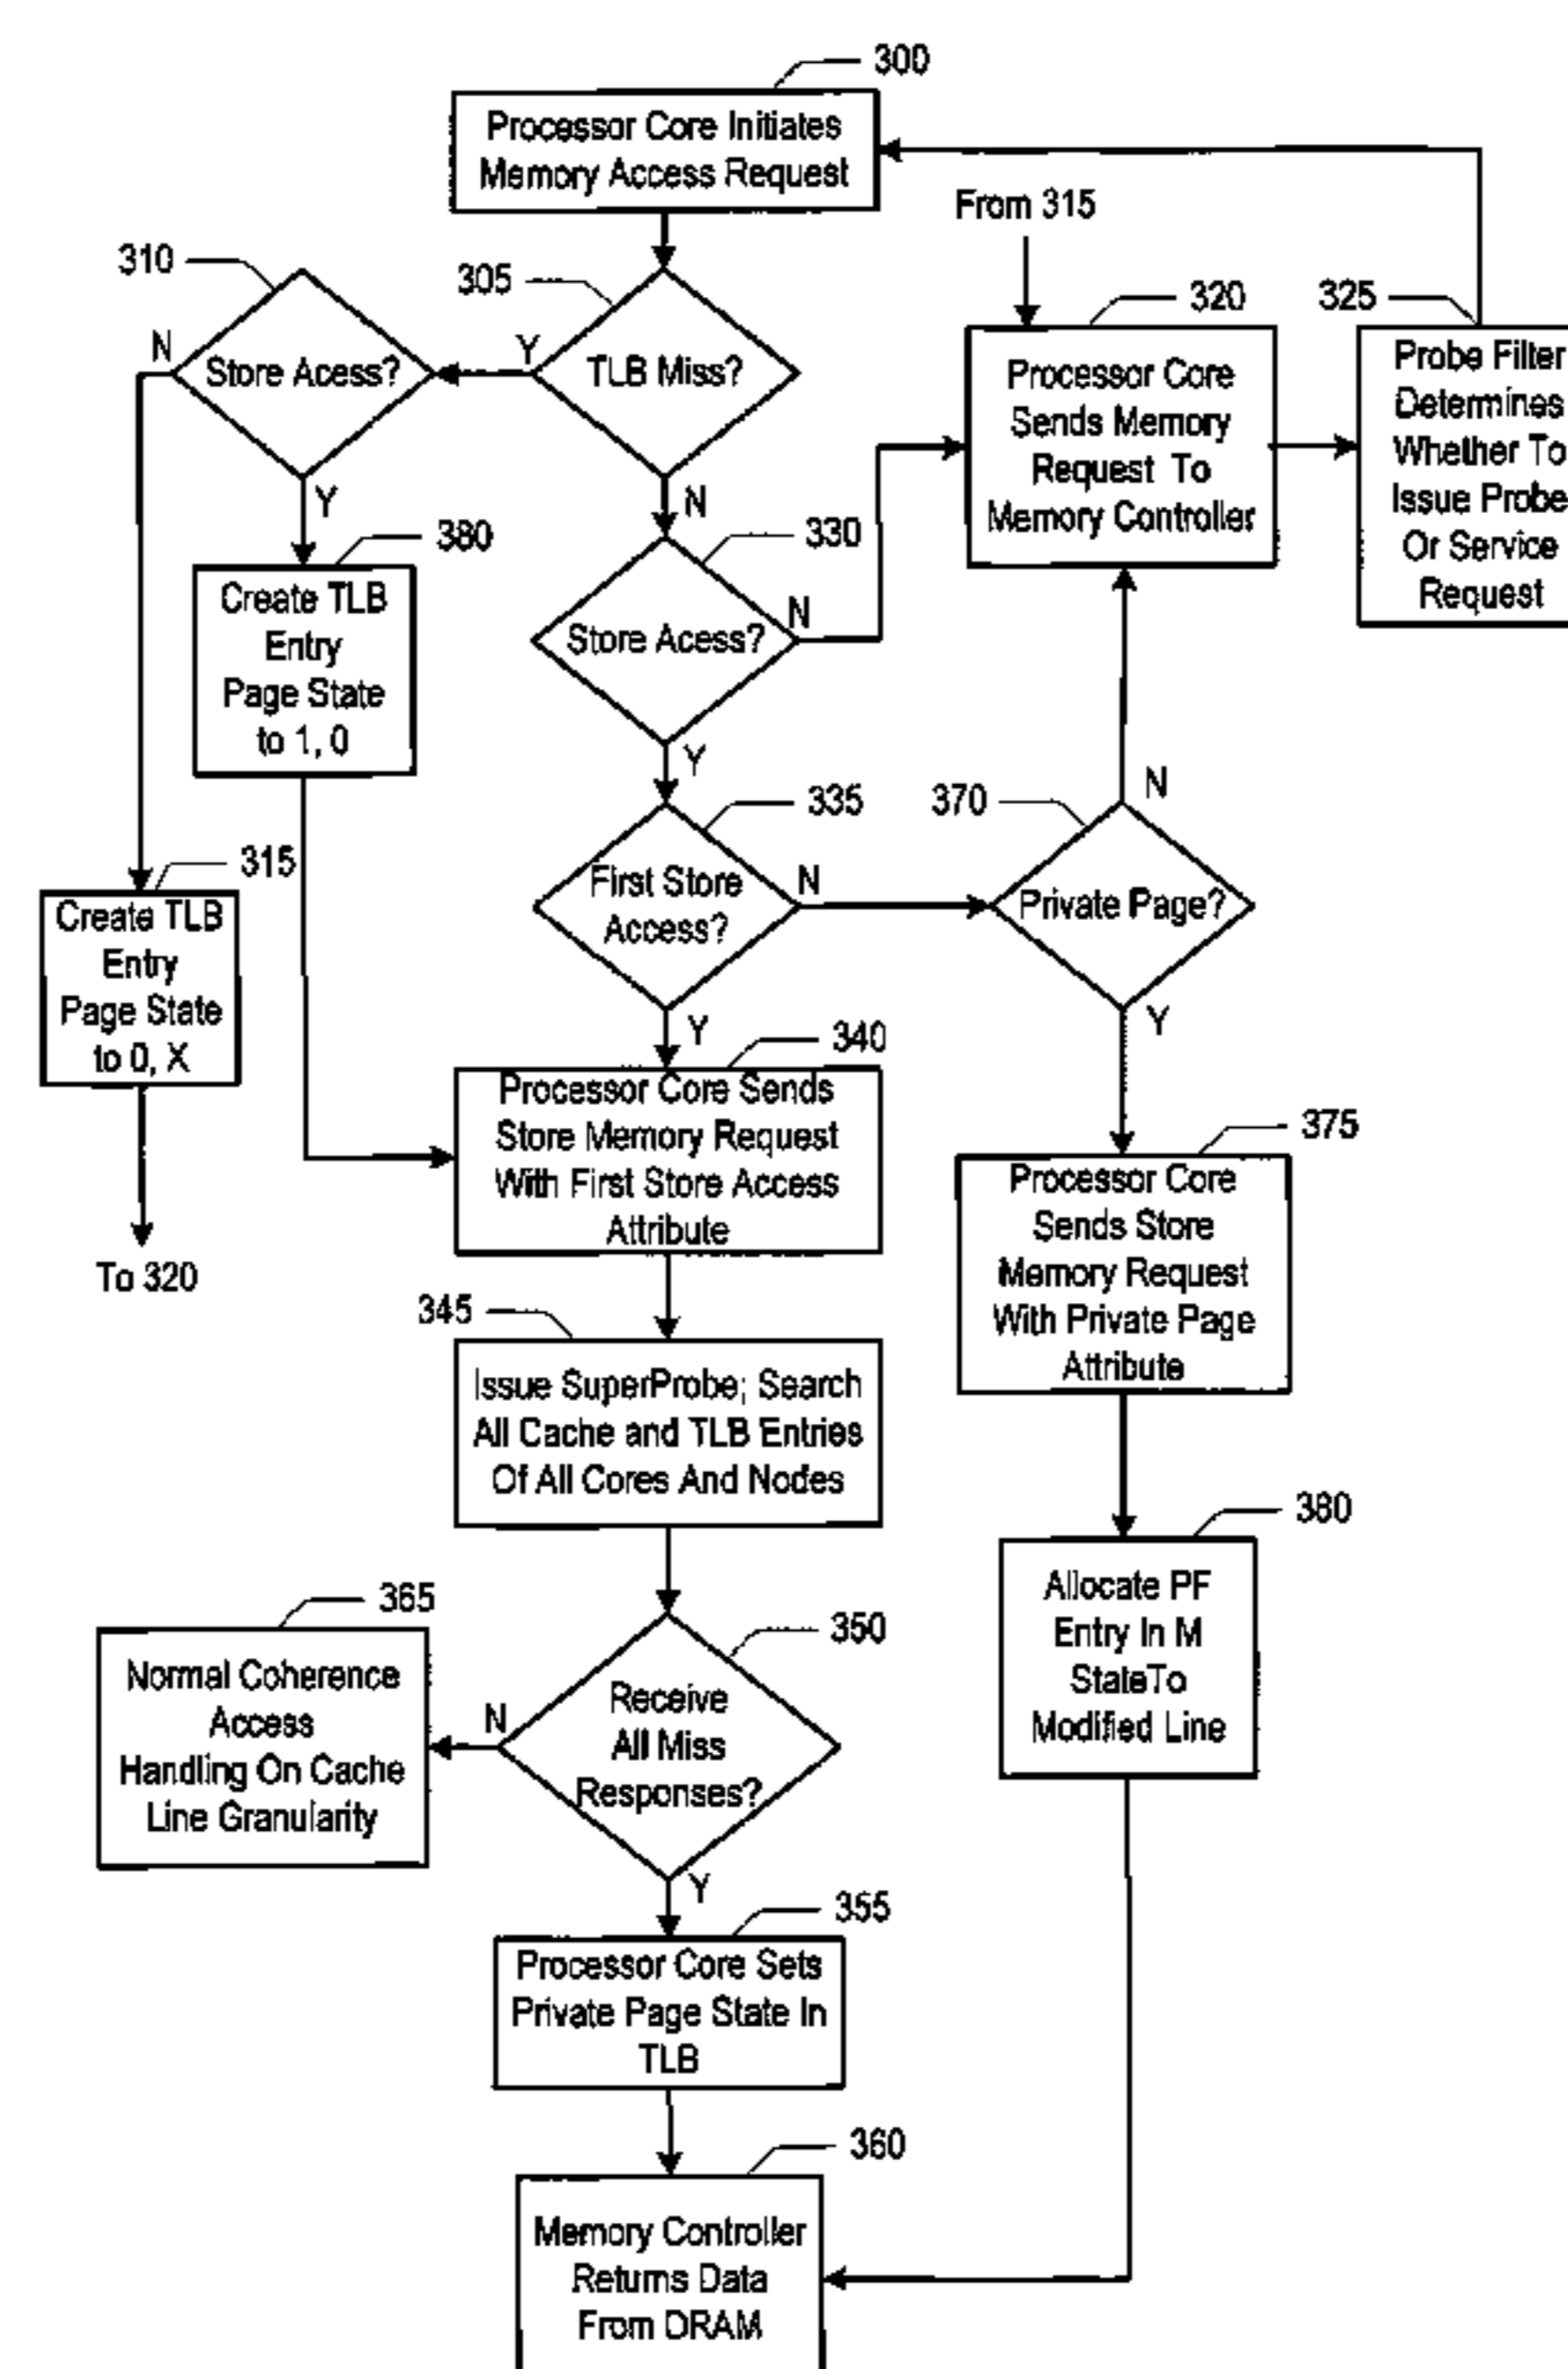 300
Processor Core Initiates
Memory Access Request
From 315
310
305
320
325
N
Store Acess?
Y
TLB Miss?
Processor Core
Sends Memory
Request To
Memory Controller
Probe Filter
Determines
Whether To
Issue Probe
Or Service
Request
Y
N
380
330
Create TLB
Entry
Page State
to 1, 0
Store Acess?
N
Y
335
370
N
315
First Store
Access?
N
Private Page?
Create TLB
Entry
Page State
to 0, X
Y
Y
340
375
Processor Core Sends
Store Memory Request
With First Store Access
Attribute
Processor Core
Sends Store
Memory Request
With Private Page
Attribute
To 320
345
Issue SuperProbe; Search
All Cache and TLB Entries
Of All Cores And Nodes
380
365
350
Allocate PF
Entry In M
StateTo
Modified Line
Normal Coherence
Access
Handling On Cache
Line Granularity
N
Receive
All Miss
Responses?
Y
355
Processor Core Sets
Private Page State In
TLB
360
Memory Controller
Returns Data
From DRAM